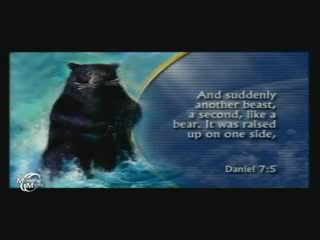 And suddenly
another beast,
a second, like a
bear. It was raised
up on one side,
Daniel 7:5